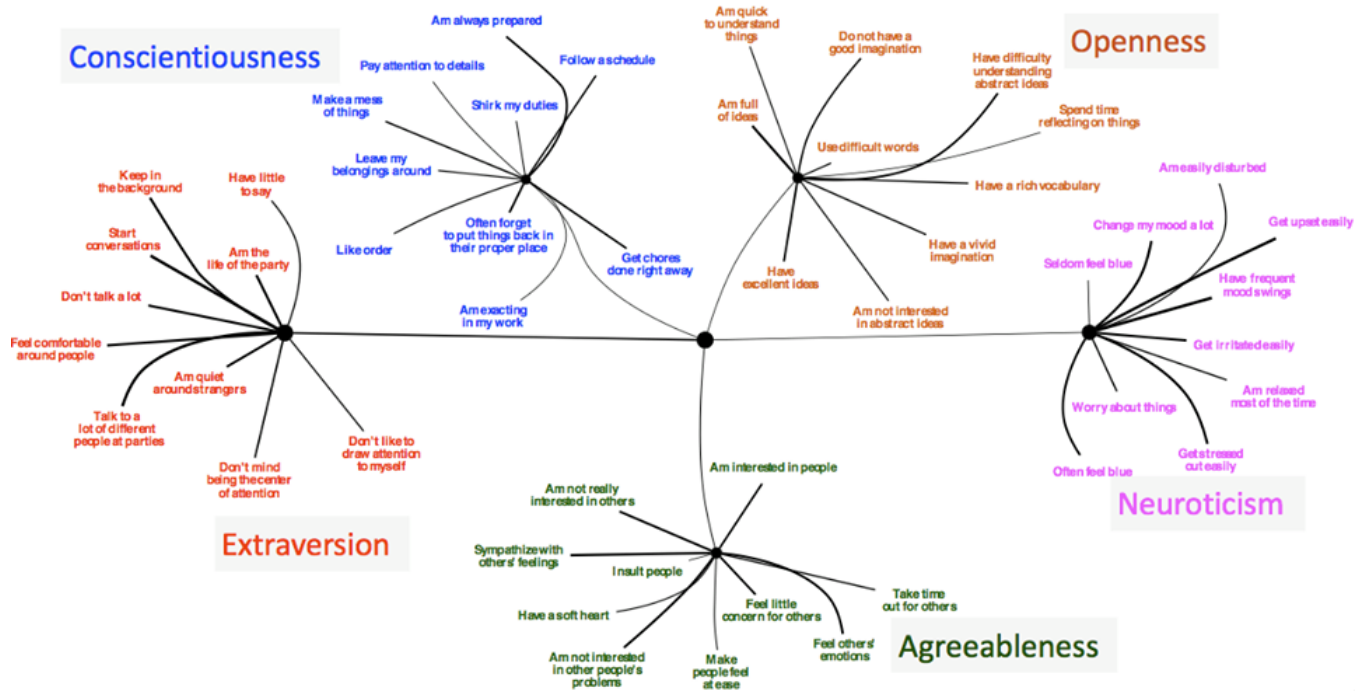 Conscientiousness
Am always prepared
Pay attention to details
Follow a schedule
Make a mess
of things
Shirk my duties
Leave my
belongings around
Like order
Often forget
to put things back in
their proper place
Get chores
done right away
Am exacting
in my work
Openness
Am quick
to understand
things
Do not have a
good imagination
Have difficulty
understanding
abstract ideas
Am full
of ideas
Spend time
reflecting on things
Use difficult words
Have a rich vocabulary
Have a vivid
imagination
Have
excellent ideas
Am not interested
in abstract ideas
Keep in
the background
Have little
to say
Start
conversations
Am the
life of the party
Don't talk a lot
Feel comfortable
around people
Am quiet
around strangers
Talk to a
lot of different
people at parties
Don't mind
being the center
of attention
Don't like to
draw attention
to myself
Extraversion
Am easily disturbed
Change my mood a lot
Get upset easily
Seldom feel blue
Have frequent
mood swings
Get irritated easily
Am relaxed
most of the time
Worry about things
Get stressed
out easily
Often feel blue
Neuroticism
Am interested in people
Am not really
interested in others
Sympathize with
others' feelings
Insult people
Have a soft heart
Feel little
concern for others
Take time
out for others
Am not interested
in other people's
problems
Make
people feel
at ease
Feel others'
emotions
Agreeableness